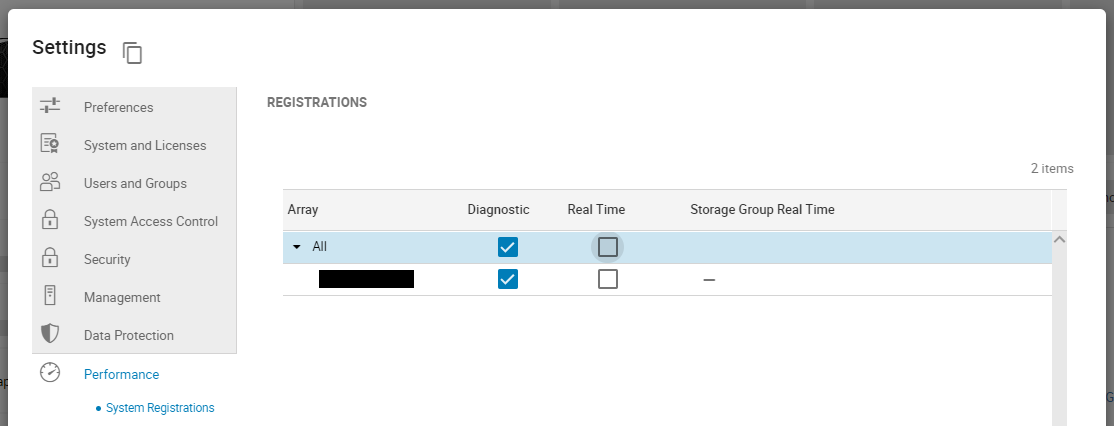 Settings
Preferences
System and Licenses
Users and Groups
System Access Control
Security
Management
Data Protection
Performance
System Registrations
REGISTRATIONS
2 items
Array Diagnostic Real Time Storage Group Real Time
All
—